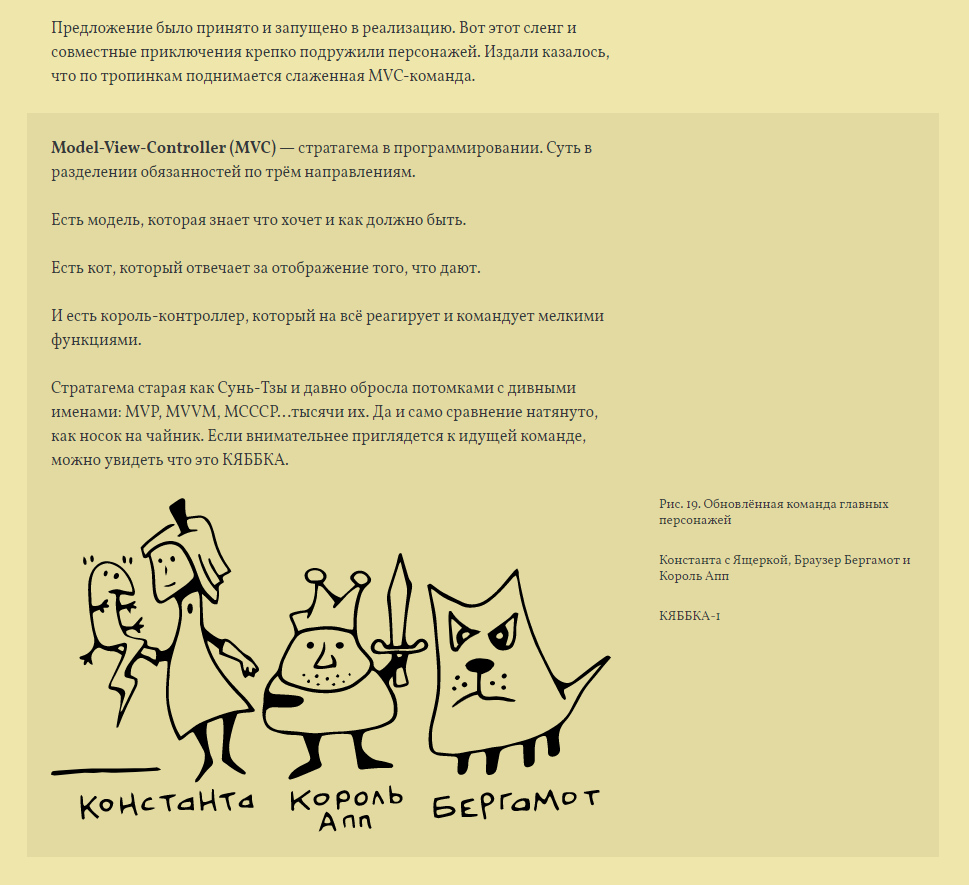 Предложение было принято и запущено в реализацию. Вот этот сленг и
совместные приключения крепко подружили персонажей. Издали казалось,
что по тропинкам поднимается слаженная MVC-команда.
Model-View-Controller (MVC) — стратагема в программировании. Суть в
разделении обязанностей по трём направлениям.
Есть модель, которая знает что хочет и как должно быть.
Есть кот, который отвечает за отображение того, что дают.
И есть король-контроллер, который на всё реагирует и командует мелкими
функциями.
Стратагема старая как Сунь-Тзы и давно обросла потомками с дивными
именами: MVP, MVVM, МСССР…тысячи их. Да и само сравнение натянуто,
как носок на чайник. Если внимательнее приглядется к идущей команде,
можно увидеть что это КЯББКА.
Рис. 19. Обновлённая команда главных
персонажей
Константа с Ящеркой, Браузер Бергамот и
Король Апп
КЯББКА-1
Константа
Король
Апп
Бергамот